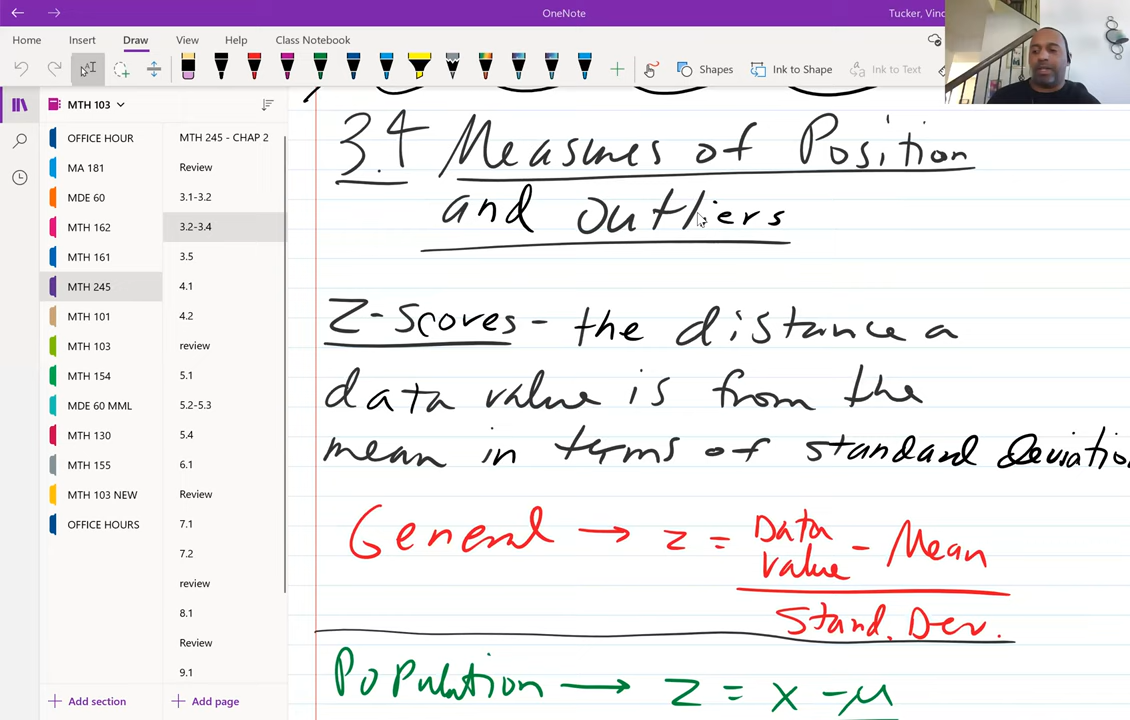 OneNote
Tucker, Vinc
Home Insert Draw View Help Class Notebook
Shapes Ink to Shape Ink to Text
MTH 103
OFFICE HOUR
MA 181
MDE 60
MTH 162
MTH 161
MTH 245
MTH 101
MTH 103
MTH 154
MDE 60 MML
MTH 130
MTH 155
MTH 103 NEW
OFFICE HOURS
Add section
MTH 245 - CHAP 2
Review
3.1-3.2
3.2-3.4
3.5
4.1
4.2
review
5.1
5.2-5.3
5.4
6.1
Review
7.1
7.2
review
8.1
Review
9.1
Add page
3.4 Measures of Position
and Outliers
Z-Scores - the distance a
data value is from the
mean in terms of standard Deviatio
General → z = Data value - Mean
Stand. Dev.
Population → z = x - μ